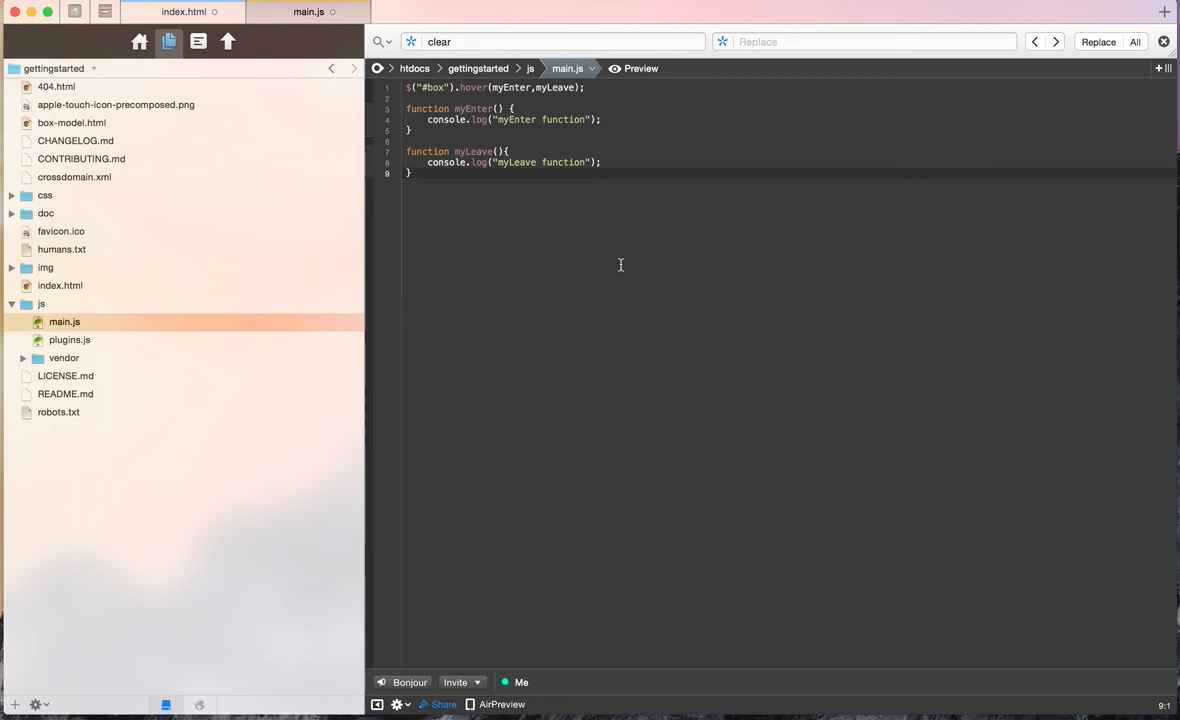 index.html
main.js
clear
Replace
Replace
All
gettingstarted
htdocs
gettingstarted
js
main.js
Preview
404.html
apple-touch-icon-precomposed.png
box-model.html
CHANGELOG.md
CONTRIBUTING.md
crossdomain.xml
css
doc
favicon.ico
humans.txt
img
index.html
js
main.js
plugins.js
vendor
LICENSE.md
README.md
robots.txt
1 $("#box").hover(myEnter,myLeave);
2
3 function myEnter() {
4 console.log("myEnter function");
5 }
6
7 function myLeave(){
8 console.log("myLeave function");
9 }
Bonjour
Invite
Me
Share
AirPreview
9:1